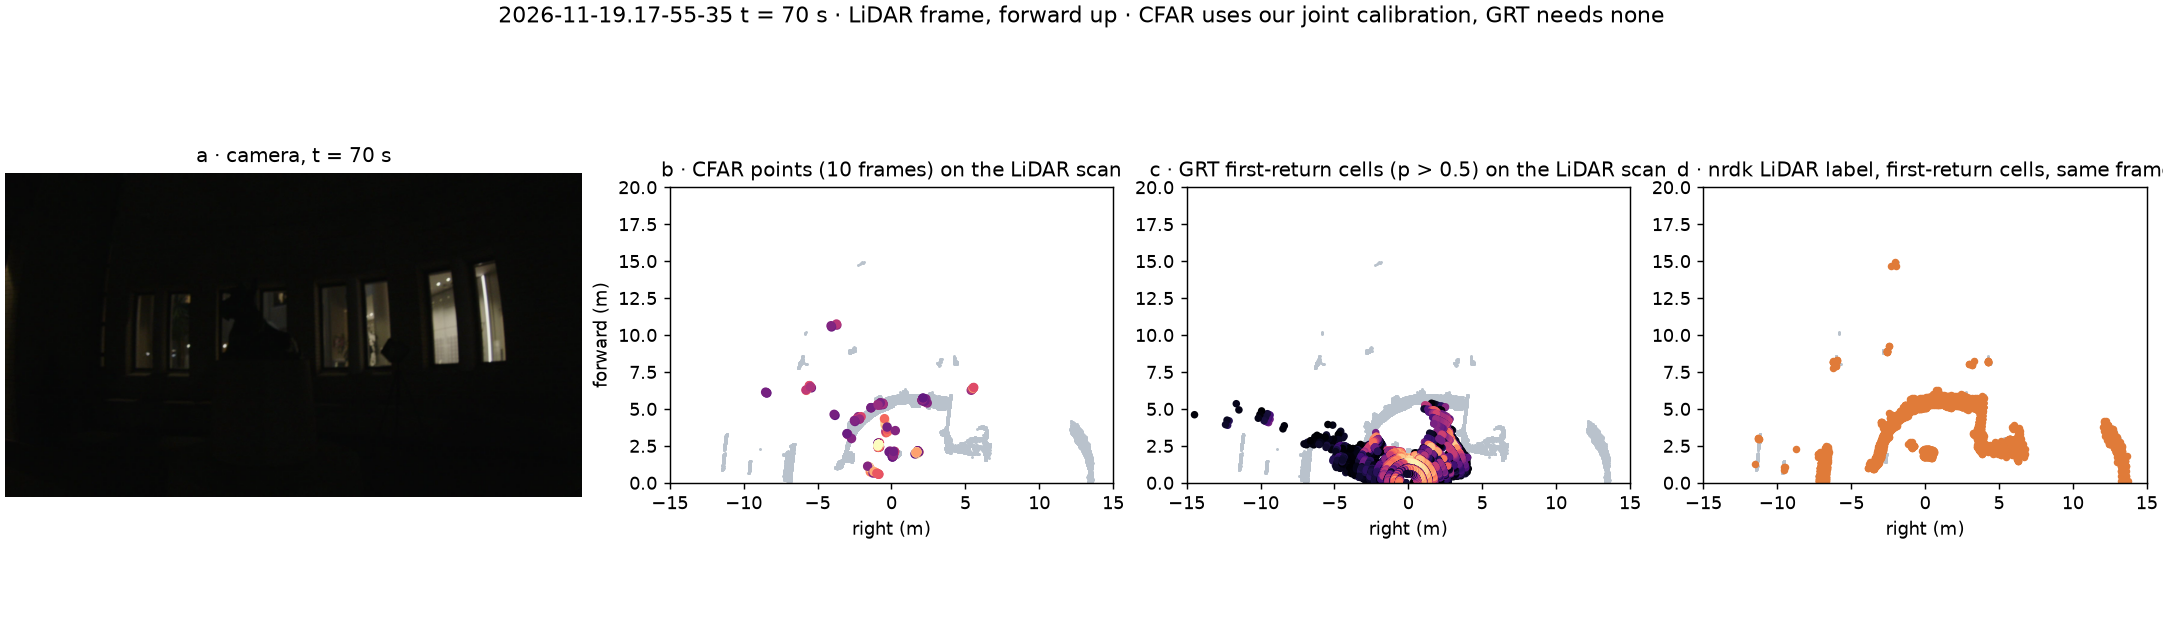 2026-11-19.17-55-35 t = 70 s · LiDAR frame, forward up · CFAR uses our joint calibration, GRT needs none
a · camera, t = 70 s
b · CFAR points (10 frames) on the LiDAR scan
20.0
17.5
15.0
12.5
10.0
7.5
5.0
2.5
0.0
forward (m)
−15 −10 −5 0 5 10 15
right (m)
c · GRT first-return cells (p > 0.5) on the LiDAR scan
20.0
17.5
15.0
12.5
10.0
7.5
5.0
2.5
0.0
−15 −10 −5 0 5 10 15
right (m)
d · nrdk LiDAR label, first-return cells, same frame
20.0
17.5
15.0
12.5
10.0
7.5
5.0
2.5
0.0
−15 −10 −5 0 5 10 15
right (m)